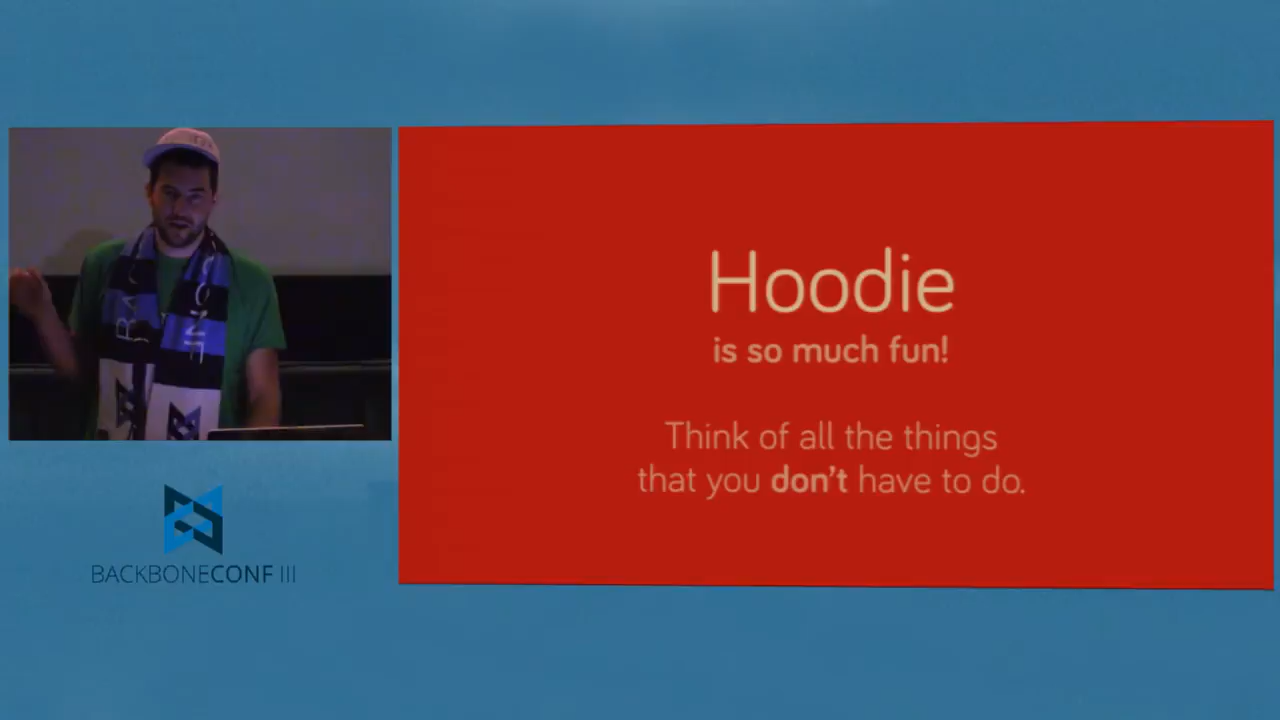 Hoodie
is so much fun!
Think of all the things
that you don't have to do.
BACKBONECONF III